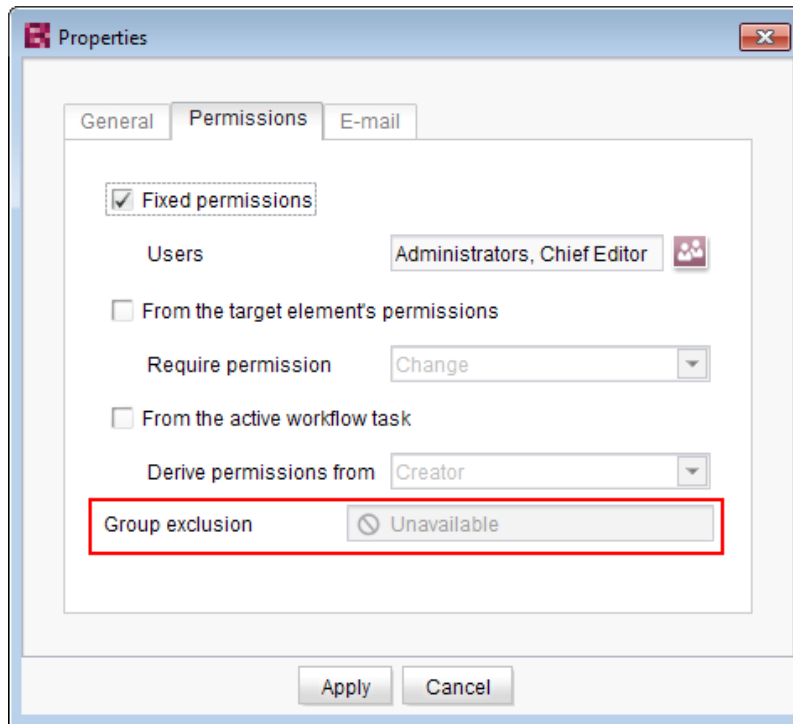 Properties
General Permissions E-mail
Fixed permissions
Users Administrators, Chief Editor
From the target element's permissions
Require permission Change
From the active workflow task
Derive permissions from Creator
Group exclusion Unavailable
Apply Cancel